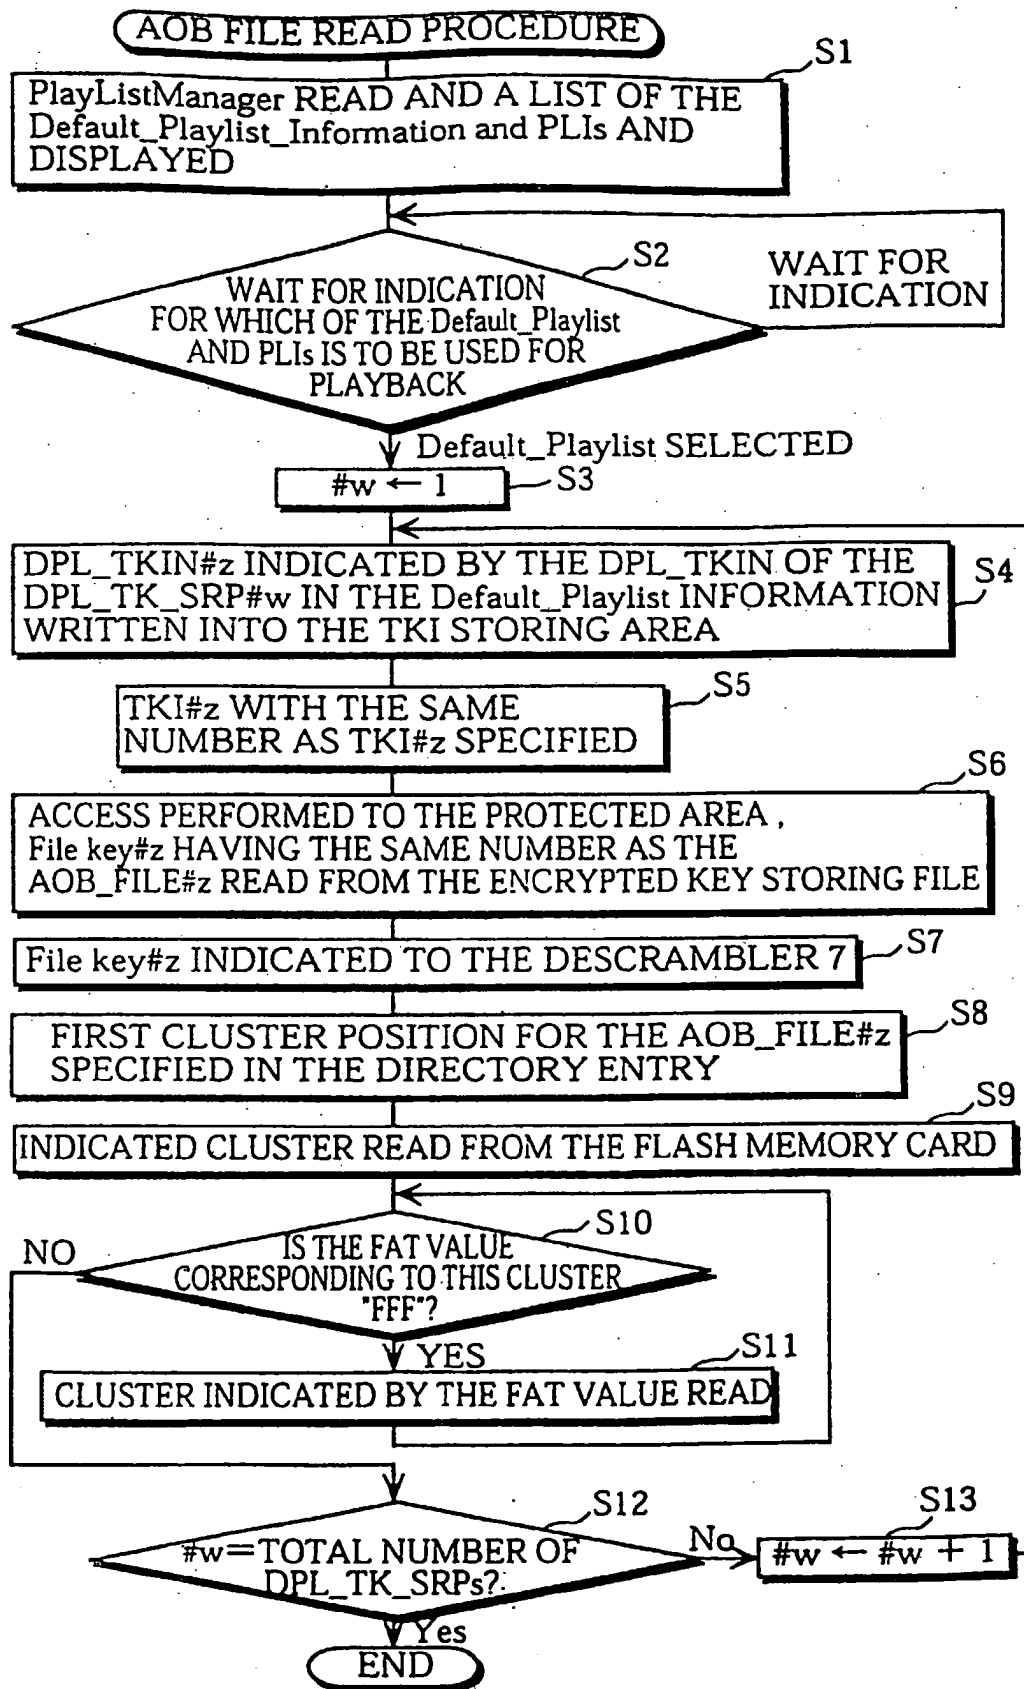 AOB FILE READ PROCEDURE
S1
PlayListManager READ AND A LIST OF THE
Default_Playlist_Information and PLIs AND
DISPLAYED
S2
WAIT FOR INDICATION
FOR WHICH OF THE Default_Playlist
AND PLIs IS TO BE USED FOR
PLAYBACK
WAIT FOR
INDICATION
Default_Playlist SELECTED
#w ← 1
S3
DPL_TKIN#z INDICATED BY THE DPL_TKIN OF THE
DPL_TK_SRP#w IN THE Default_Playlist INFORMATION
WRITTEN INTO THE TKI STORING AREA
S4
S5
TKI#z WITH THE SAME
NUMBER AS TKI#z SPECIFIED
S6
ACCESS PERFORMED TO THE PROTECTED AREA ,
File key#z HAVING THE SAME NUMBER AS THE
AOB_FILE#z READ FROM THE ENCRYPTED KEY STORING FILE
S7
File key#z INDICATED TO THE DESCRAMBLER 7
S8
FIRST CLUSTER POSITION FOR THE AOB_FILE#z
SPECIFIED IN THE DIRECTORY ENTRY
S9
INDICATED CLUSTER READ FROM THE FLASH MEMORY CARD
S10
NO
IS THE FAT VALUE
CORRESPONDING TO THIS CLUSTER
"FFF"?
YES
S11
CLUSTER INDICATED BY THE FAT VALUE READ
S12
#w=TOTAL NUMBER OF
DPL_TK_SRPs?
No
S13
#w ← #w + 1
Yes
END